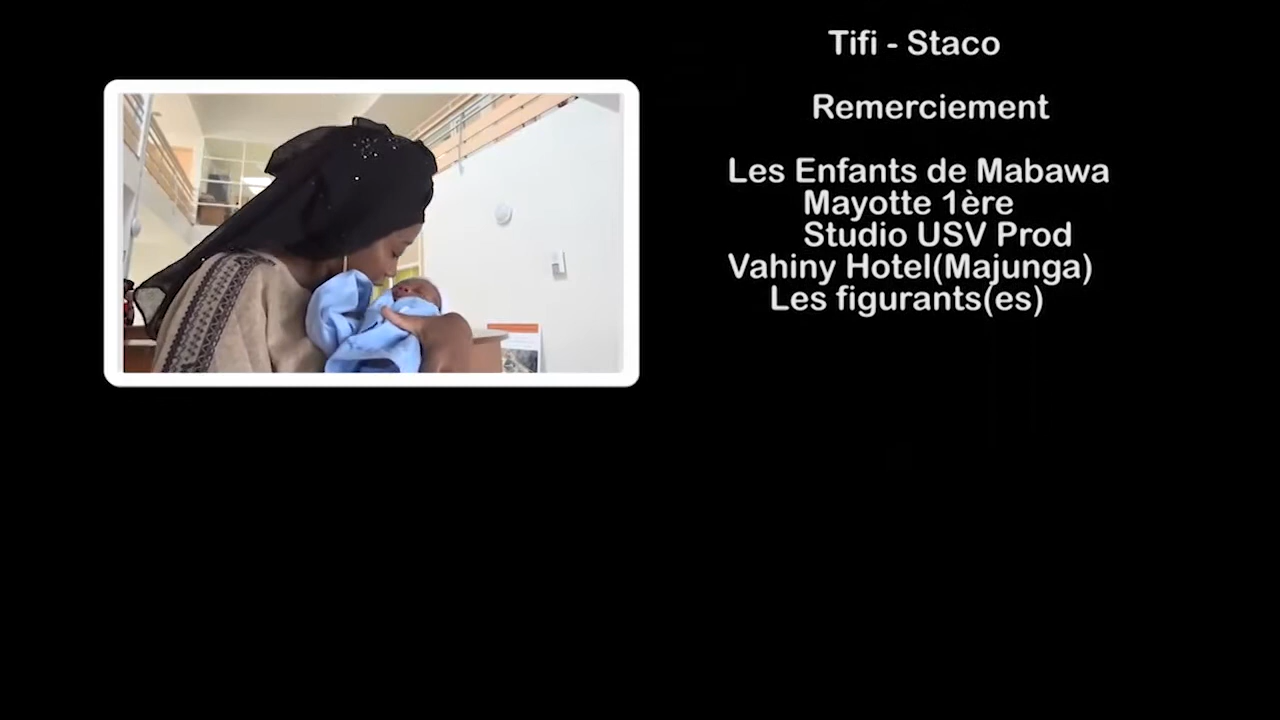 Tifi - Staco
Remerciement
Les Enfants de Mabawa
Mayotte 1ère
Studio USV Prod
Vahiny Hotel(Majunga)
Les figurants(es)